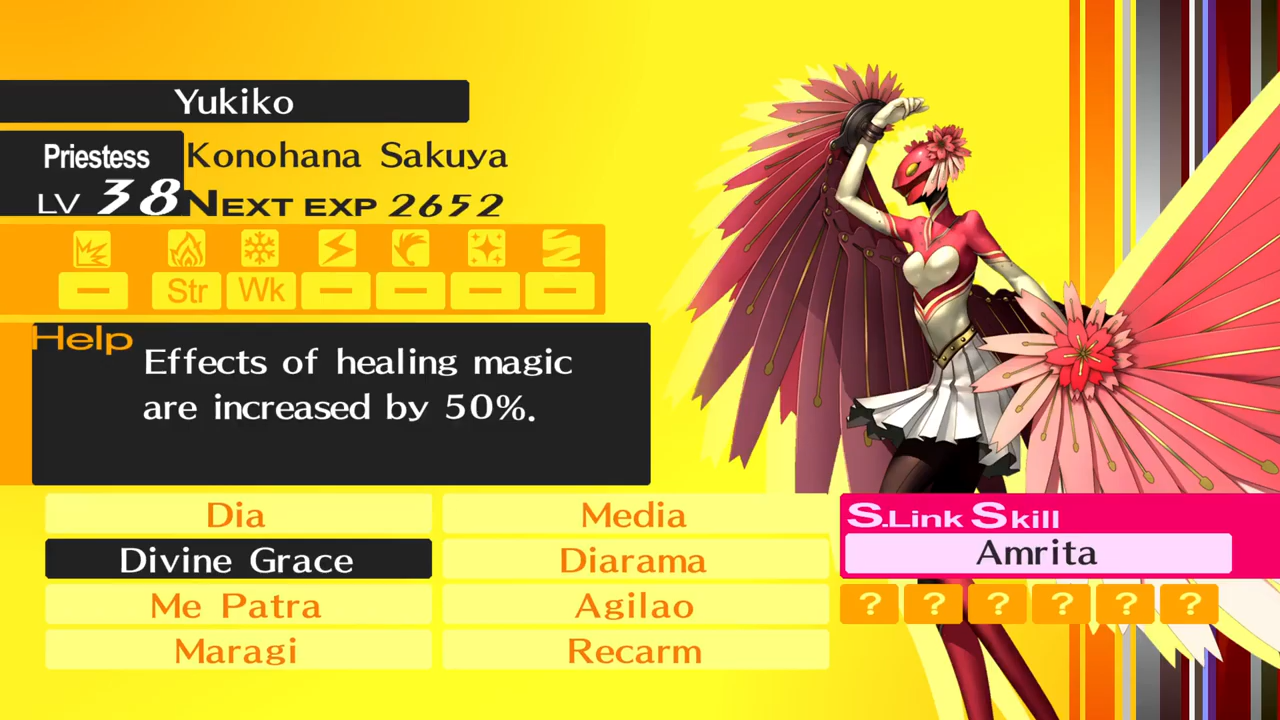 Yukiko
Priestess Konohana Sakuya
LV 38 NEXT EXP 2652
— Str Wk — — — —
Help
Effects of healing magic
are increased by 50%.
Dia Media
Divine Grace Diarama
Me Patra Agilao
Maragi Recarm
S.Link Skill
Amrita
? ? ? ? ? ?